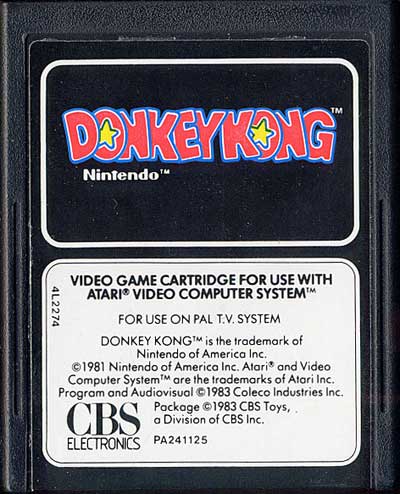 DONKEY KONG™
Nintendo™
4L2274
VIDEO GAME CARTRIDGE FOR USE WITH
ATARI® VIDEO COMPUTER SYSTEM™
FOR USE ON PAL T.V. SYSTEM
DONKEY KONG™ is the trademark of
Nintendo of America Inc.
©1981 Nintendo of America Inc. Atari® and Video
Computer System™ are the trademarks of Atari Inc.
Program and Audiovisual ©1983 Coleco Industries Inc.
Package ©1983 CBS Toys,
a Division of CBS Inc.
CBS
ELECTRONICS
PA241125